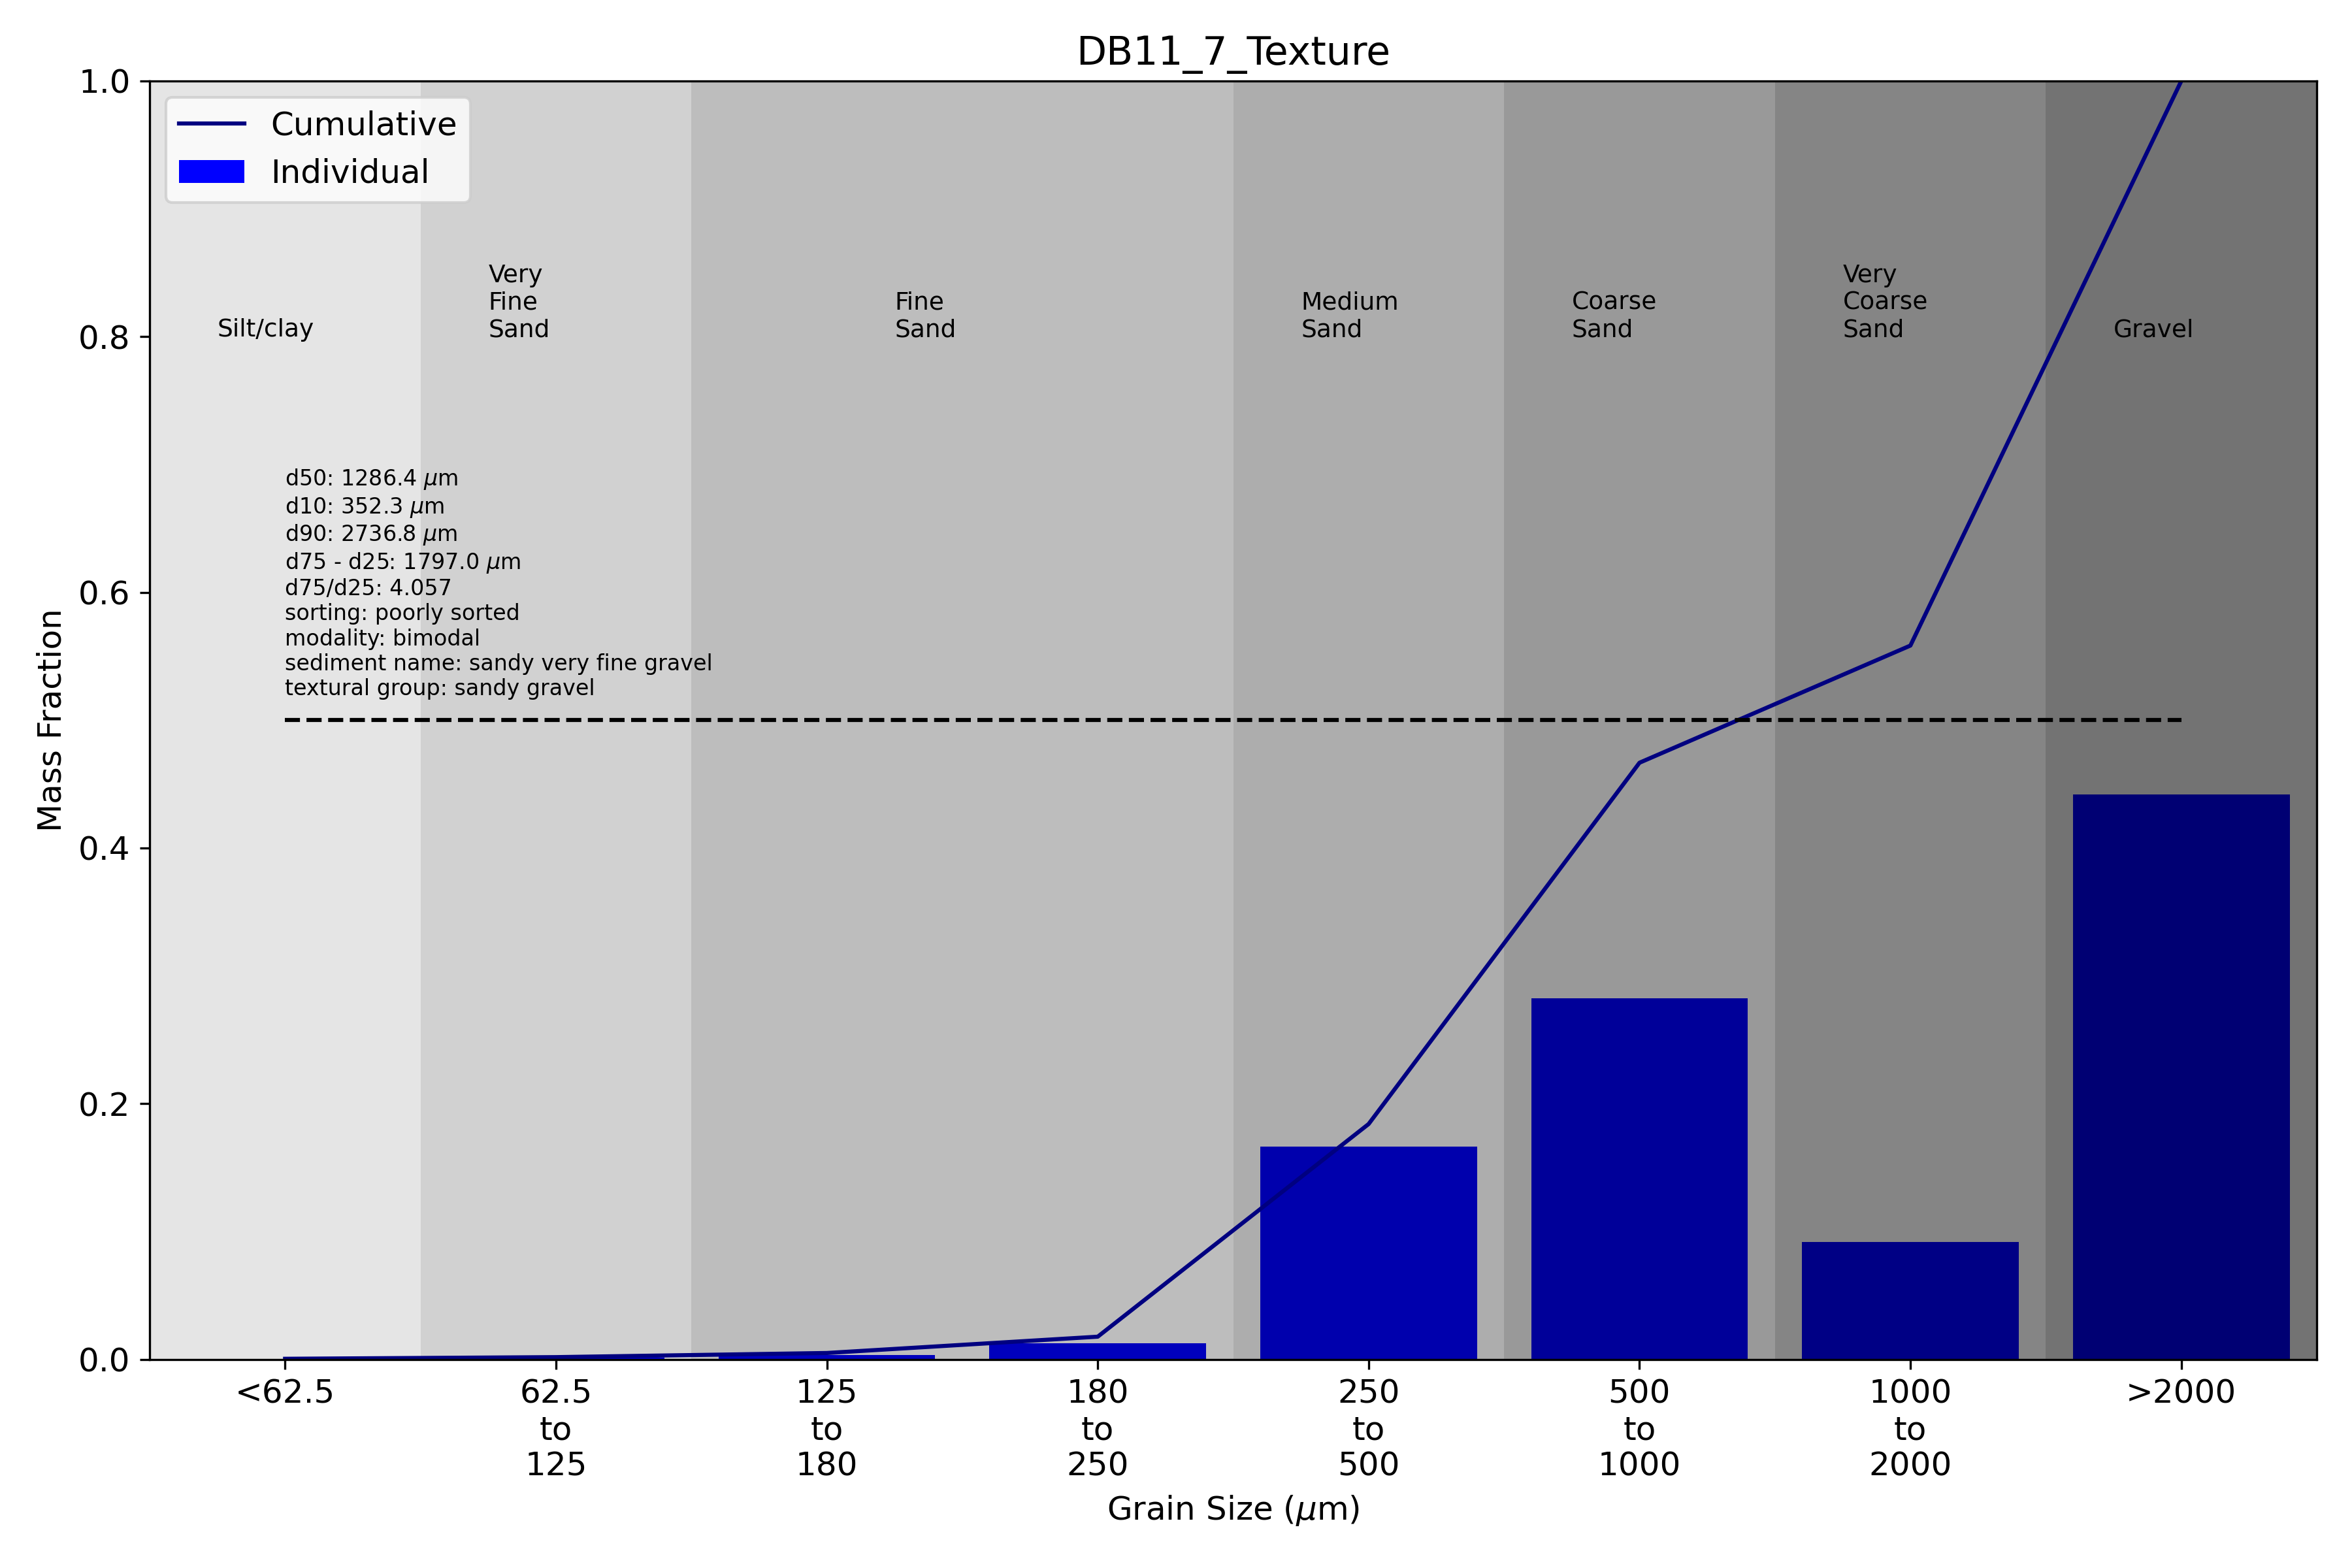 DB11_7_Texture
1.0
0.8
0.6
0.4
0.2
0.0
Mass Fraction
Cumulative
Individual
Silt/clay
Very
Fine
Sand
Fine
Sand
Medium
Sand
Coarse
Sand
Very
Coarse
Sand
Gravel
d50: 1286.4 μm
d10: 352.3 μm
d90: 2736.8 μm
d75 - d25: 1797.0 μm
d75/d25: 4.057
sorting: poorly sorted
modality: bimodal
sediment name: sandy very fine gravel
textural group: sandy gravel
<62.5
62.5
to
125
125
to
180
180
to
250
250
to
500
500
to
1000
1000
to
2000
>2000
Grain Size (μm)